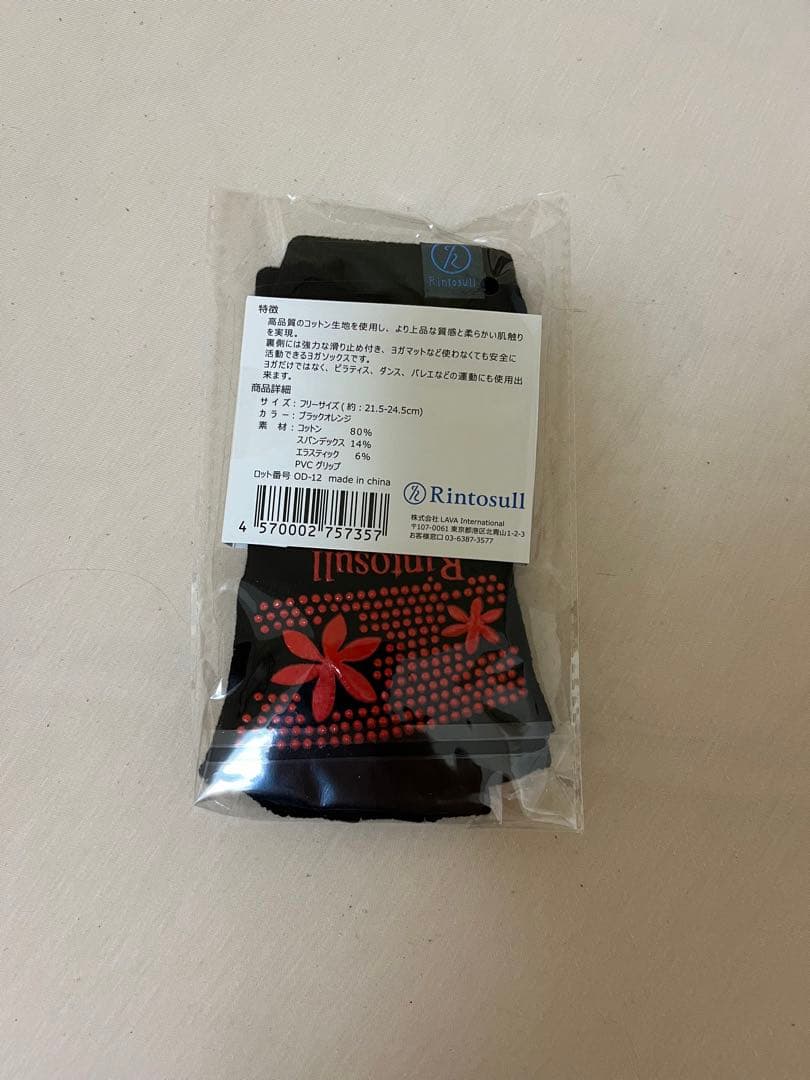 Rintosull
特徴
高品質のコットン生地を使用し、より上品な質感と柔らかい肌触り
を実現。
裏側には強力な滑り止め付き、ヨガマットなど使わなくても安全に
活動できるヨガソックスです。
ヨガだけではなく、ピラティス、ダンス、バレエなどの運動にも使用出
来ます。
商品詳細
サイズ：フリーサイズ(約：21.5-24.5cm)
カラー：ブラックオレンジ
素 材：コットン 80%
スパンデックス 14%
エラスティック 6%
PVC グリップ
ロット番号 OD-12 made in china
4 570002 757357
Rintosull
株式会社 LAVA International
〒107-0061 東京都港区北青山1-2-3
お客様窓口 03-6387-3577
Rintosull